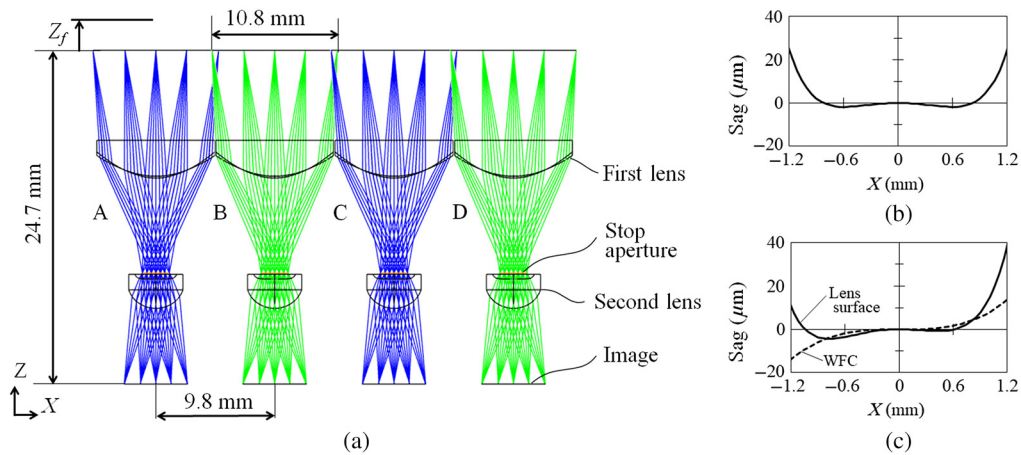 10.8 mm
Z_f
24.7 mm
A
B
C
D
First lens
Stop
aperture
Second lens
Image
Z
X
9.8 mm
(a)
40
20
0
−20
Sag (μm)
−1.2
−0.6
0
0.6
1.2
X (mm)
(b)
40
20
0
−20
Sag (μm)
Lens
surface
WFC
−1.2
−0.6
0
0.6
1.2
X (mm)
(c)